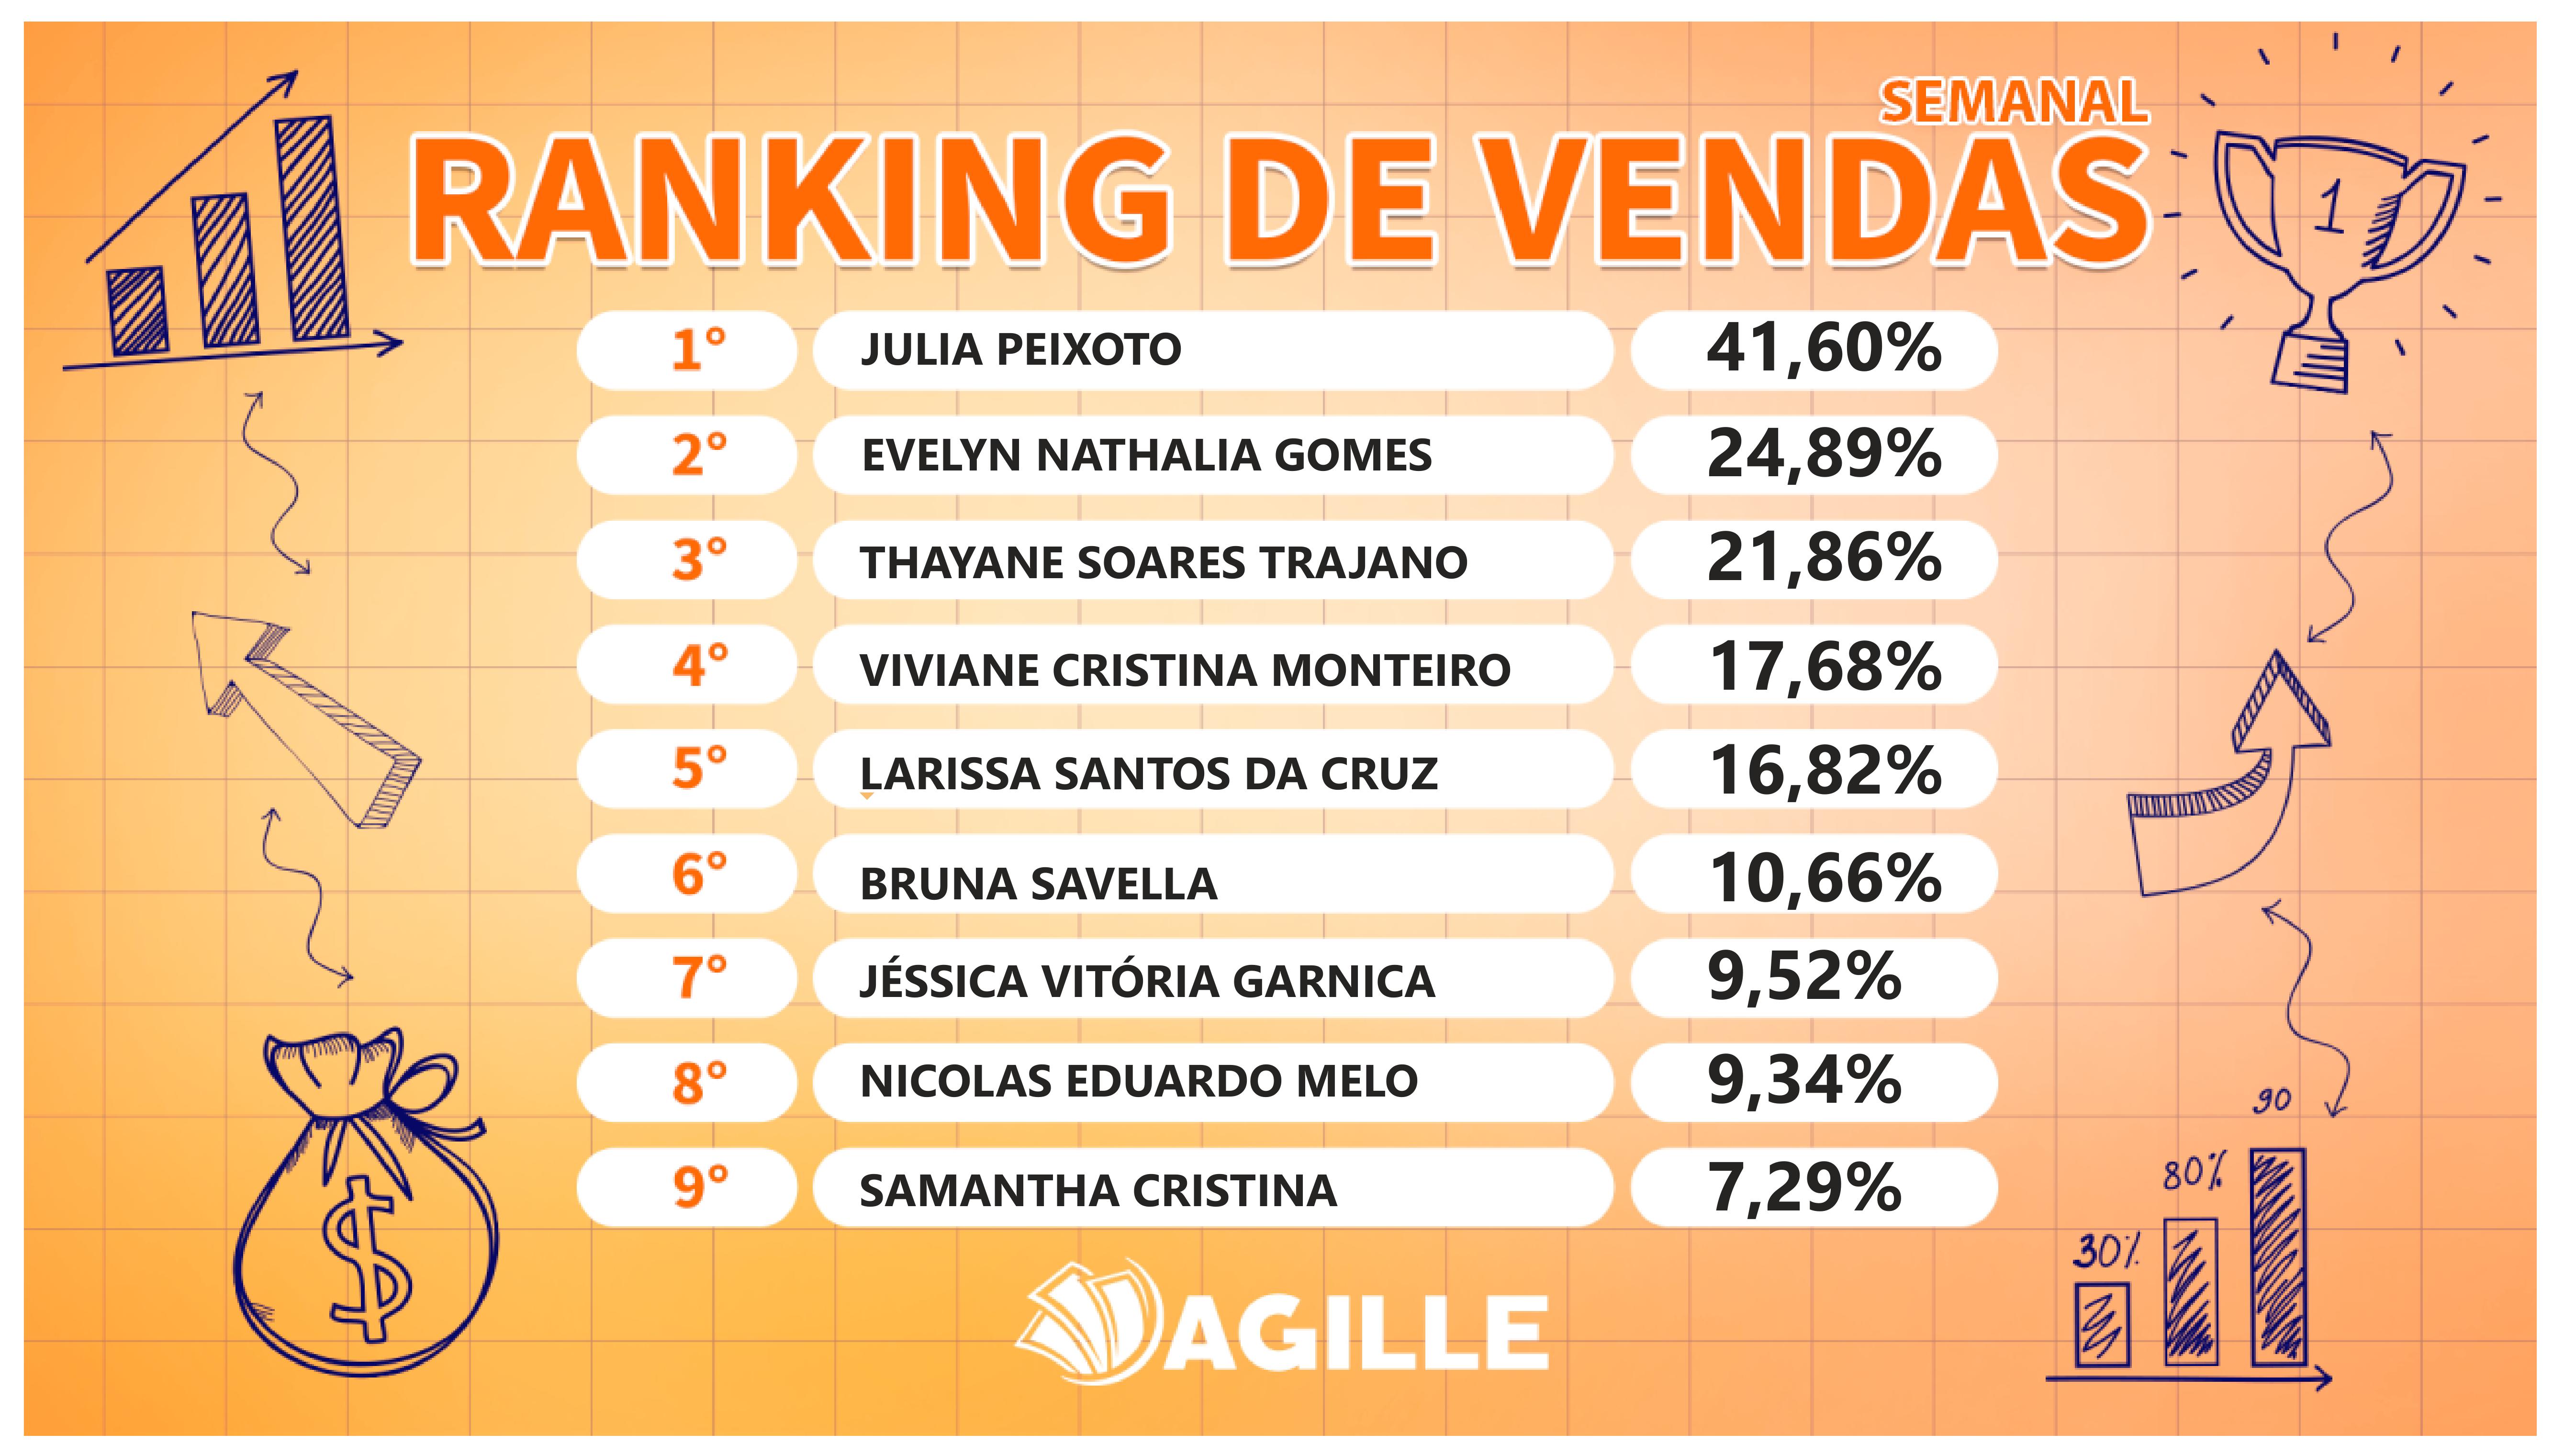 SEMANAL
RANKING DE VENDAS
1° JULIA PEIXOTO 41,60%
2° EVELYN NATHALIA GOMES 24,89%
3° THAYANE SOARES TRAJANO 21,86%
4° VIVIANE CRISTINA MONTEIRO 17,68%
5° LARISSA SANTOS DA CRUZ 16,82%
6° BRUNA SAVELLA 10,66%
7° JÉSSICA VITÓRIA GARNICA 9,52%
8° NICOLAS EDUARDO MELO 9,34%
9° SAMANTHA CRISTINA 7,29%
AGILLE
1
$
90
80%
30%